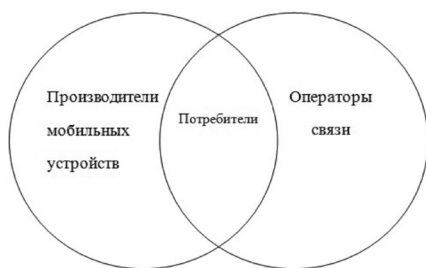 Производители
мобильных
устройств
Потребители
Операторы
связи